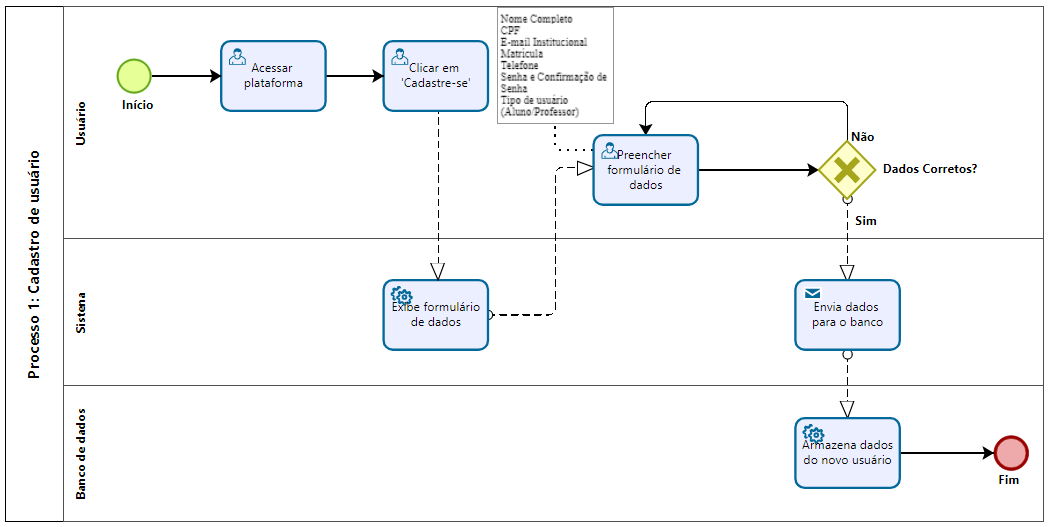 Processo 1: Cadastro de usuário
Usuário
Início
Acessar
plataforma
Clicar em
'Cadastre-se'
Nome Completo
CPF
E-mail Institucional
Matricula
Telefone
Senha e Confirmação de
Senha
Tipo de usuário
(Aluno/Professor)
Preencher
formulário de
dados
Não
Dados Corretos?
Sim
Sistena
Exibe formulário
de dados
Envia dados
para o banco
Banco de dados
Armazena dados
do novo usuário
Fim